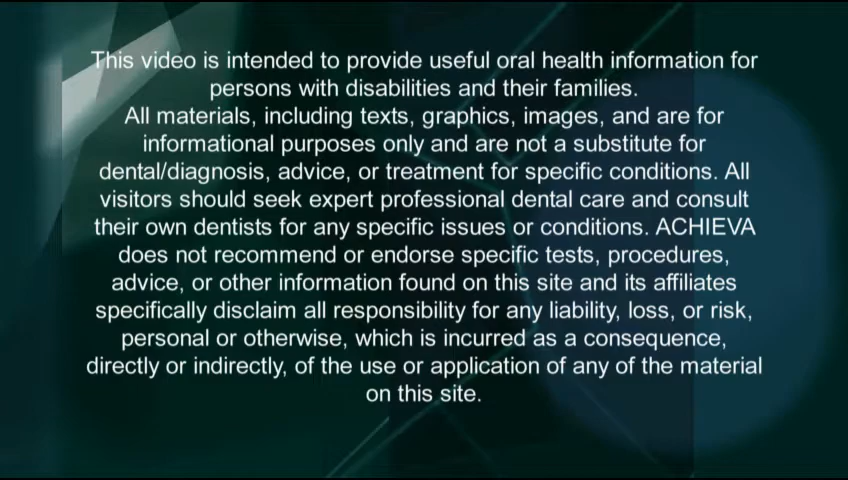 This video is intended to provide useful oral health information for
persons with disabilities and their families.
All materials, including texts, graphics, images, and are for
informational purposes only and are not a substitute for
dental/diagnosis, advice, or treatment for specific conditions. All
visitors should seek expert professional dental care and consult
their own dentists for any specific issues or conditions. ACHIEVA
does not recommend or endorse specific tests, procedures,
advice, or other information found on this site and its affiliates
specifically disclaim all responsibility for any liability, loss, or risk,
personal or otherwise, which is incurred as a consequence,
directly or indirectly, of the use or application of any of the material
on this site.